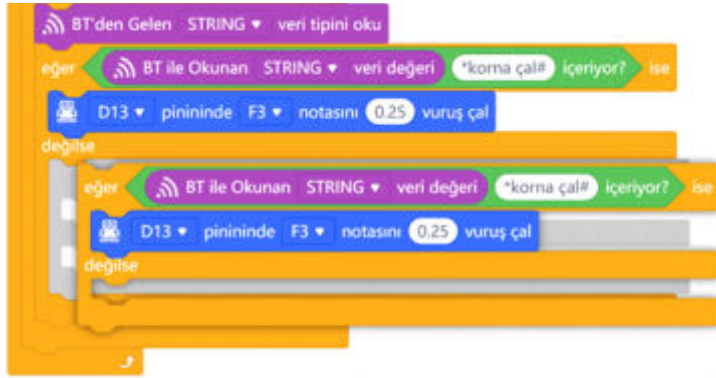 BT'den Gelen STRING veri tipini oku
eğer BT ile Okunan STRING veri değeri *korna çal# içeriyor? ise
D13 pinininde F3 notasını 0.25 vuruş çal
değilse
eğer BT ile Okunan STRING veri değeri *korna çal# içeriyor? ise
D13 pinininde F3 notasını 0.25 vuruş çal
değilse